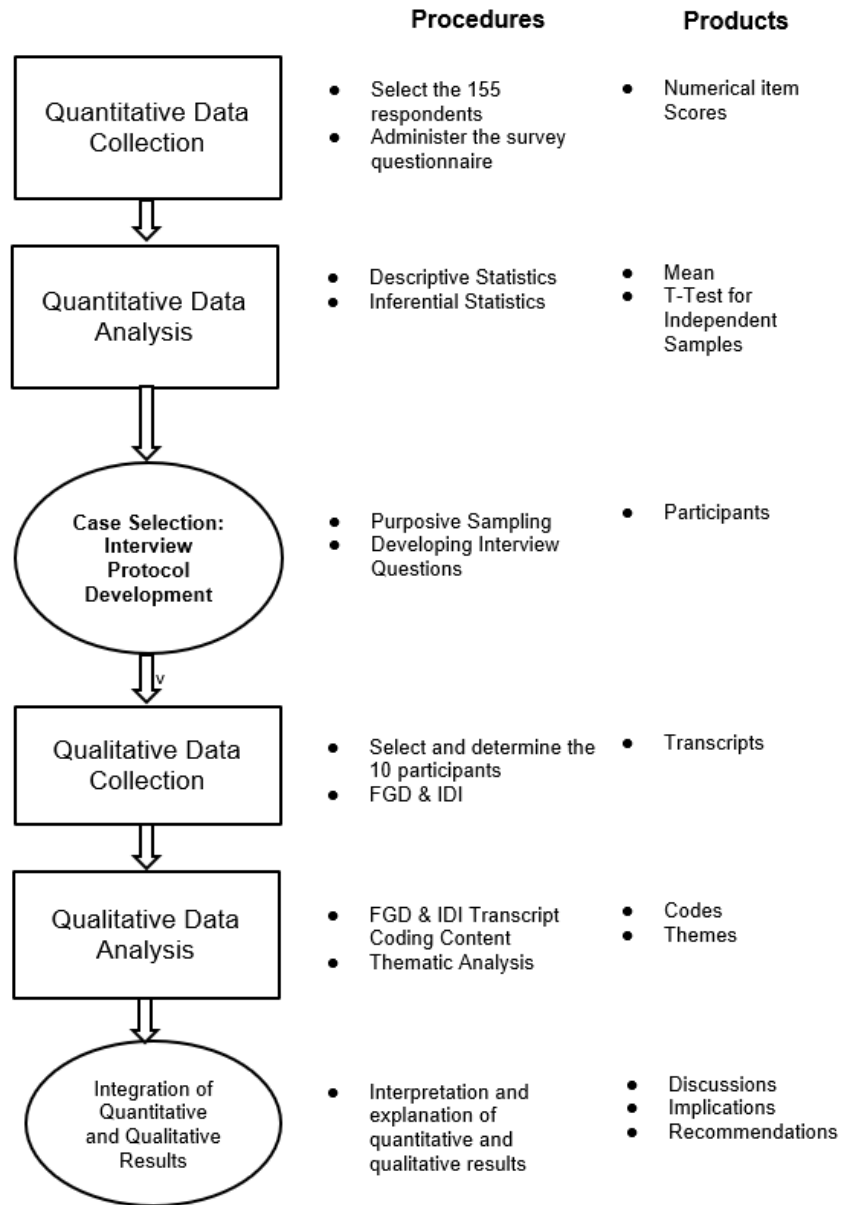 Procedures
Products
Quantitative Data
Collection
● Select the 155
respondents
● Administer the survey
questionnaire
● Numerical item
Scores
Quantitative Data
Analysis
● Descriptive Statistics
● Inferential Statistics
● Mean
● T-Test for
Independent
Samples
Case Selection:
Interview
Protocol
Development
● Purposive Sampling
● Developing Interview
Questions
● Participants
v
Qualitative Data
Collection
● Select and determine the
10 participants
● FGD & IDI
● Transcripts
Qualitative Data
Analysis
● FGD & IDI Transcript
Coding Content
● Thematic Analysis
● Codes
● Themes
Integration of
Quantitative
and Qualitative
Results
● Interpretation and
explanation of
quantitative and
qualitative results
● Discussions
● Implications
● Recommendations